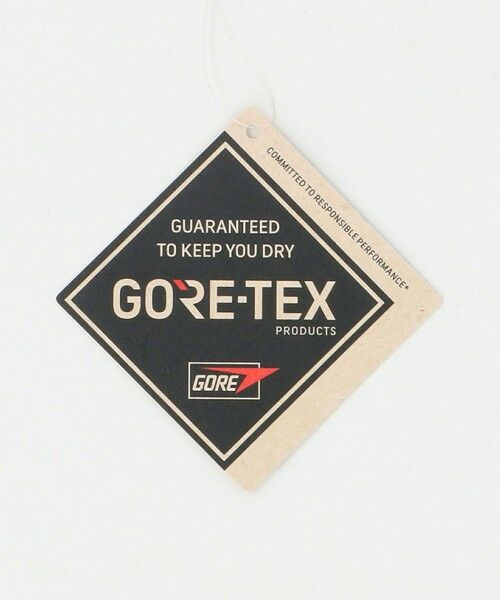 COMMITTED TO RESPONSIBLE PERFORMANCE*
GUARANTEED
TO KEEP YOU DRY
GORE-TEX
PRODUCTS
GORE